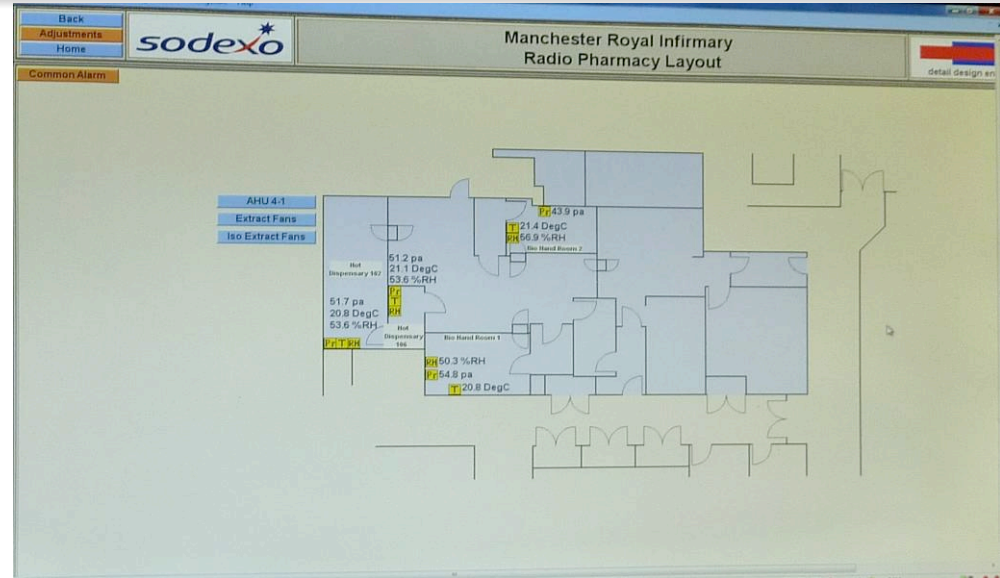 Back
Adjustments
Home
sodexo
Manchester Royal Infirmary
Radio Pharmacy Layout
detail design en
Common Alarm
AHU 4-1
Extract Fans
Iso Extract Fans
Pr 43.9 pa
T 21.4 DegC
RH 56.9 %RH
Bio Hand Room 2
51.2 pa
21.1 DegC
53.6 %RH
Pr
T
RH
Hot
Dispensary 102
51.7 pa
20.8 DegC
53.6 %RH
Pr T RH
Hot
Dispensary
106
Bio Hand Room 1
RH 50.3 %RH
Pr 54.8 pa
T 20.8 DegC